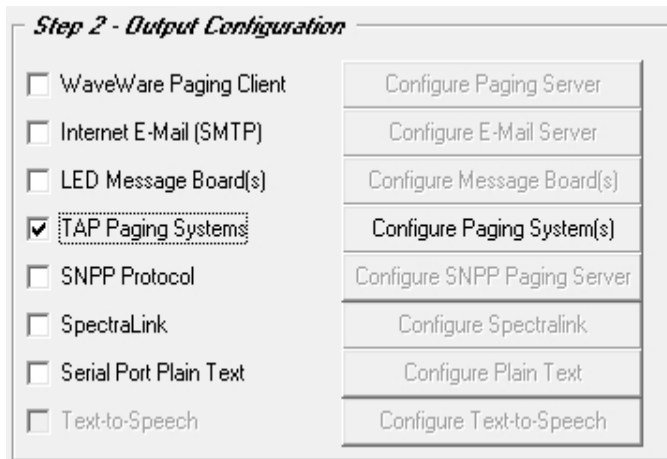 Step 2 - Output Configuration
WaveWare Paging Client Configure Paging Server
Internet E-Mail (SMTP) Configure E-Mail Server
LED Message Board(s) Configure Message Board(s)
TAP Paging Systems Configure Paging System(s)
SNPP Protocol Configure SNPP Paging Server
SpectraLink Configure Spectralink
Serial Port Plain Text Configure Plain Text
Text-to-Speech Configure Text-to-Speech